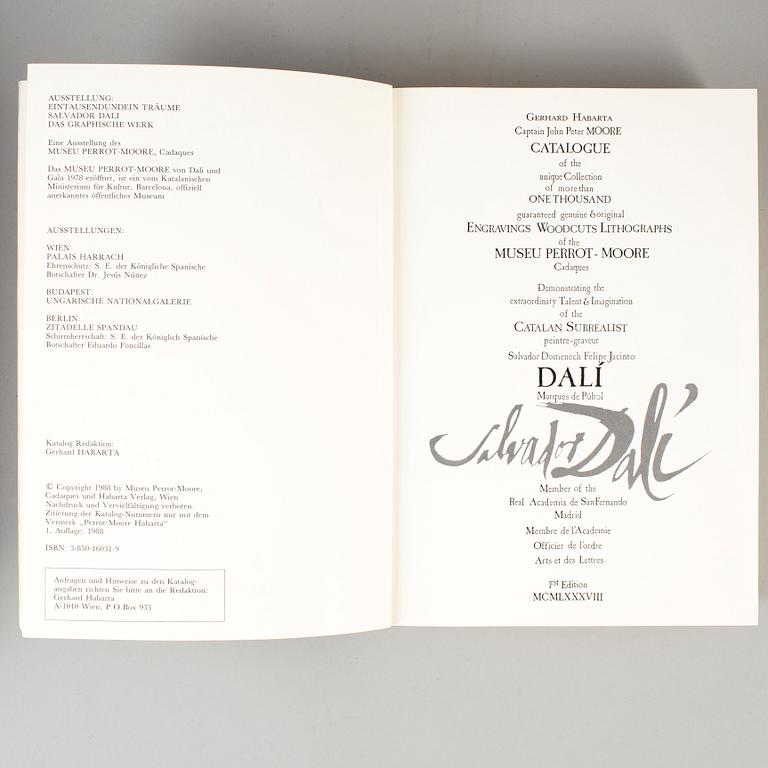 AUSSTELLUNG:
EINTAUSENDUNDEIN TRÄUME
SALVADOR DALI
DAS GRAPHISCHE WERK
Eine Ausstellung des
MUSEU PERROT-MOORE, Cadaques
Das MUSEU PERROT-MOORE von Dali und
Gala 1978 eröffnet, ist ein vom Katalanischen
Ministerium für Kultur, Barcelona, offiziell
anerkanntes öffentliches Museum
AUSSTELLUNGEN:
WIEN
PALAIS HARRACH
Ehrenschutz: S. E. der Königliche Spanische
Botschafter Dr. Jesús Núnez
BUDAPEST:
UNGARISCHE NATIONALGALERIE
BERLIN:
ZITADELLE SPANDAU
Schirmherrschaft: S. E. der Königlich Spanische
Botschafter Eduardo Foncillas
Katalog-Redaktion:
Gerhard HABARTA
© Copyright 1988 by Museu Perrot-Moore,
Cadaques und Habarta Verlag, Wien
Nachdruck und Vervielfältigung verboten.
Zitierung der Katalog-Nummern nur mit dem
Vermerk „Perrot-Moore Habarta“
1. Auflage: 1988
ISBN: 3-850-16031-9
Anfragen und Hinweise zu den Katalog-
angaben richten Sie bitte an die Redaktion:
Gerhard Habarta
A-1010 Wien, P.O.Box 933
GERHARD HABARTA
Captain John Peter MOORE
CATALOGUE
of the
unique Collection
of more than
ONE THOUSAND
guaranteed genuine & original
ENGRAVINGS WOODCUTS LITHOGRAPHS
of the
MUSEU PERROT-MOORE
Cadaques
Demonstrating the
extraordinary Talent & Imagination
of the
CATALAN SURREALIST
peintre-graveur
Salvador Domenech Felipe Jacinto
DALÍ
Marques de Púbol
Salvador Dalí
Member of the
Real Academia de San Fernando
Madrid
Membre de l'Academie
Officier de l'ordre
Arts et des Lettres
1st Edition
MCMLXXXVIII